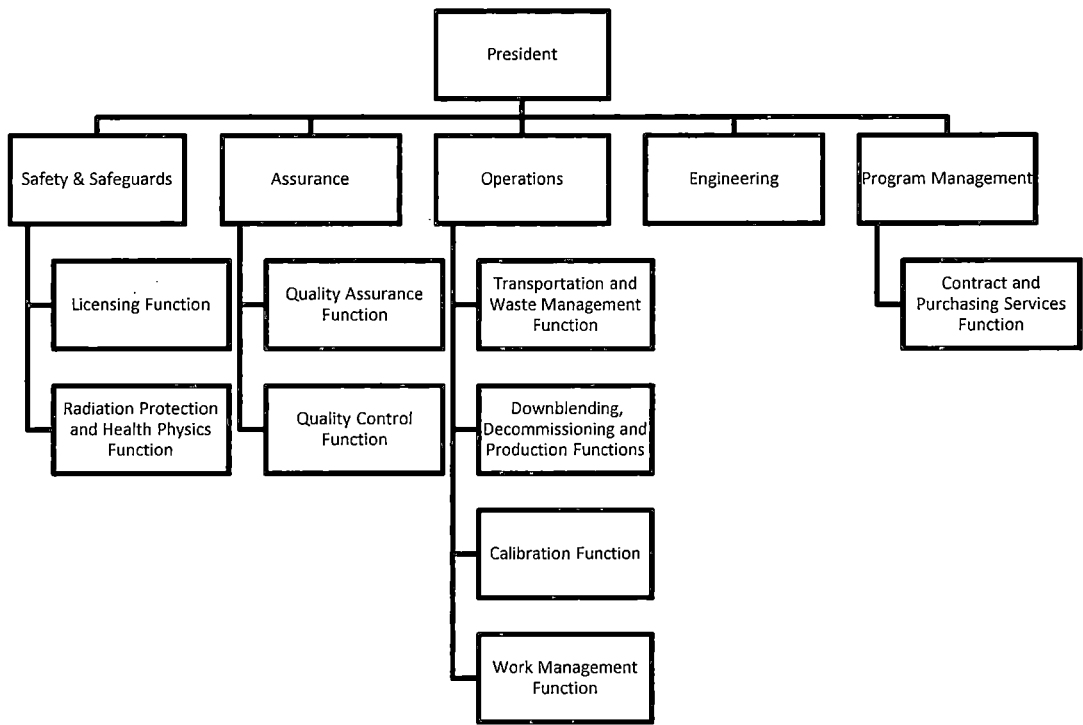 President
Safety & Safeguards
Assurance
Operations
Engineering
Program Management
Licensing Function
Quality Assurance
Function
Transportation and
Waste Management
Function
Contract and
Purchasing Services
Function
Radiation Protection
and Health Physics
Function
Quality Control
Function
Downblending,
Decommissioning and
Production Functions
Calibration Function
Work Management
Function